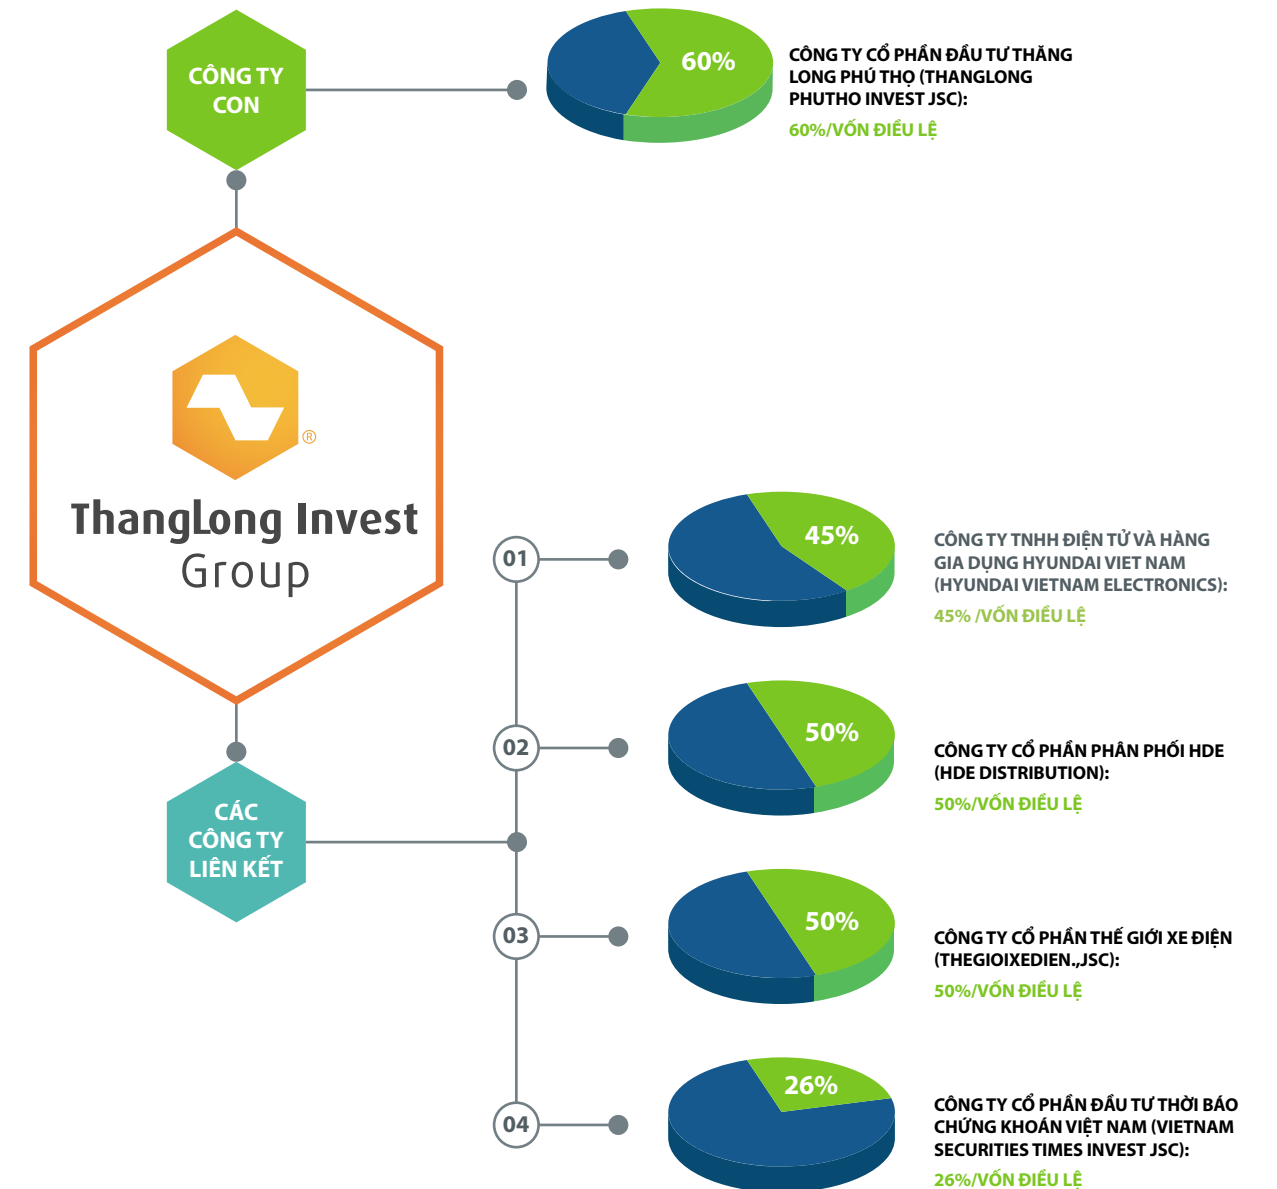 CÔNG TY
CON
60%
CÔNG TY CỔ PHẦN ĐẦU TƯ THĂNG
LONG PHÚ THỌ (THANGLONG
PHUTHO INVEST JSC):
60%/VỐN ĐIỀU LỆ
®
ThangLong Invest
Group
01
45%
CÔNG TY TNHH ĐIỆN TỬ VÀ HÀNG
GIA DỤNG HYUNDAI VIET NAM
(HYUNDAI VIETNAM ELECTRONICS):
45% /VỐN ĐIỀU LỆ
02
50%
CÔNG TY CỔ PHẦN PHÂN PHỐI HDE
(HDE DISTRIBUTION):
50%/VỐN ĐIỀU LỆ
CÁC
CÔNG TY
LIÊN KẾT
03
50%
CÔNG TY CỔ PHẦN THẾ GIỚI XE ĐIỆN
(THEGIOIXEDIEN.,JSC):
50%/VỐN ĐIỀU LỆ
04
26%
CÔNG TY CỔ PHẦN ĐẦU TƯ THỜI BÁO
CHỨNG KHOÁN VIỆT NAM (VIETNAM
SECURITIES TIMES INVEST JSC):
26%/VỐN ĐIỀU LỆ